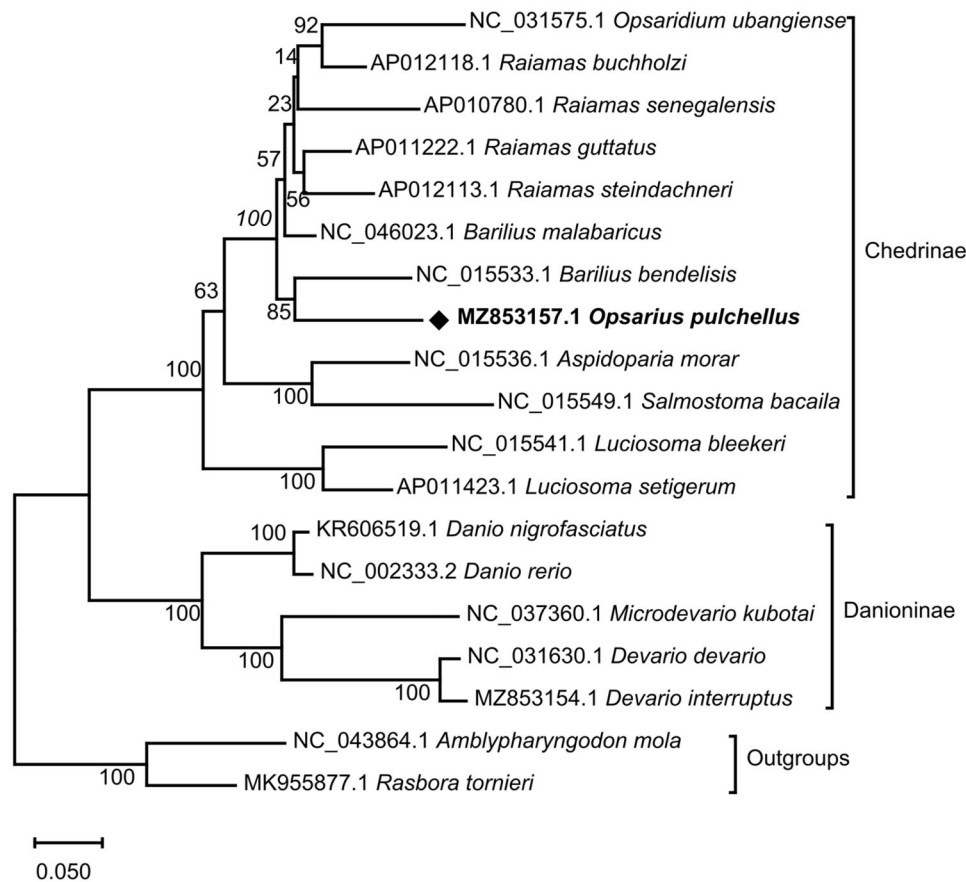 92
NC_031575.1 Opsaridium ubangiense
14
AP012118.1 Raiamas buchholzi
23
AP010780.1 Raiamas senegalensis
AP011222.1 Raiamas guttatus
57
56
AP012113.1 Raiamas steindachneri
100
NC_046023.1 Barilius malabaricus
Chedrinae
NC_015533.1 Barilius bendelisis
63
85
MZ853157.1 Opsarius pulchellus
NC_015536.1 Aspidoparia morar
100
100
NC_015549.1 Salmostoma bacaila
NC_015541.1 Luciosoma bleekeri
100
AP011423.1 Luciosoma setigerum
100
KR606519.1 Danio nigrofasciatus
NC_002333.2 Danio rerio
100
NC_037360.1 Microdevario kubotai
Danioninae
100
NC_031630.1 Devario devario
100
MZ853154.1 Devario interruptus
NC_043864.1 Amblypharyngodon mola
Outgroups
100
MK955877.1 Rasbora tornieri
0.050